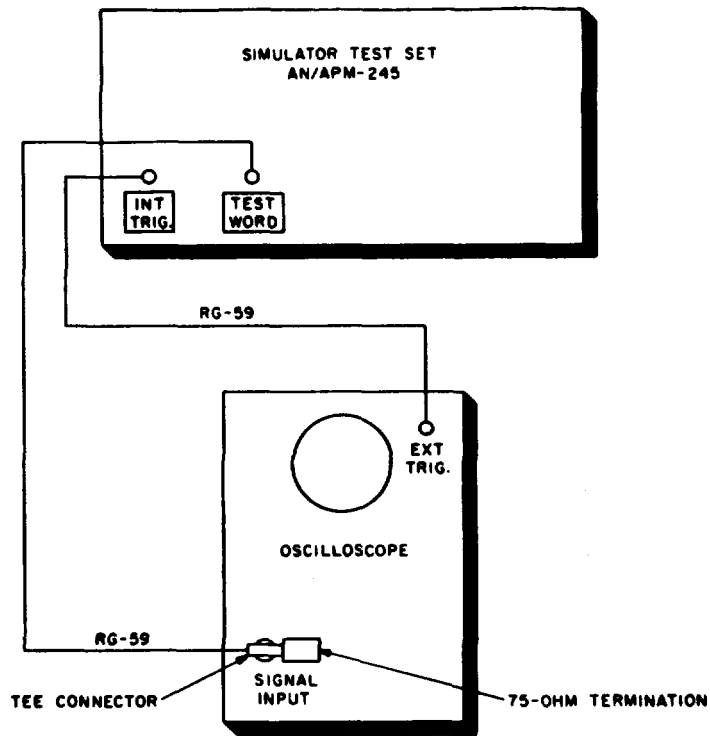 SIMULATOR TEST SET
AN/APM-245
INT
TRIG.
TEST
WORD
RG-59
EXT
TRIG.
OSCILLOSCOPE
RG-59
SIGNAL
INPUT
TEE CONNECTOR
75-OHM TERMINATION